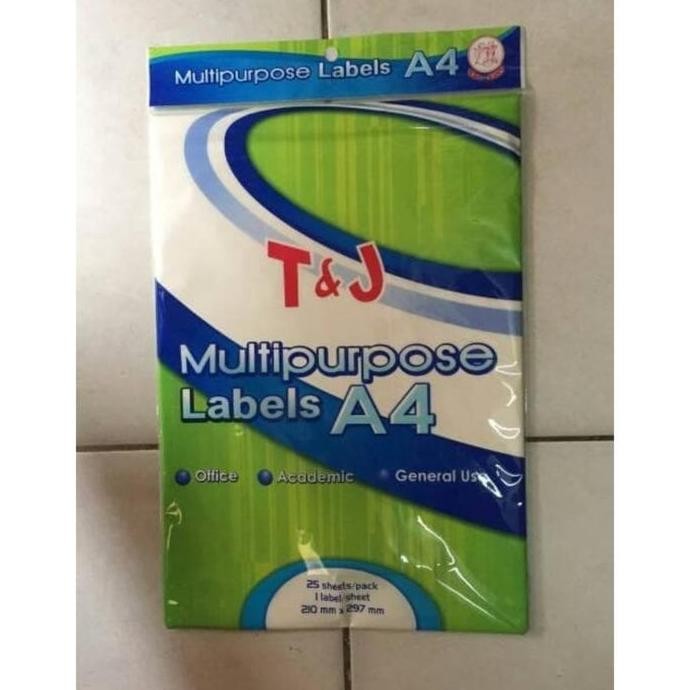 Multipurpose Labels A4
T & J
Multipurpose
Labels A4
Office Academic General Use
25 sheets/pack
1 label/sheet
210 mm x 297 mm